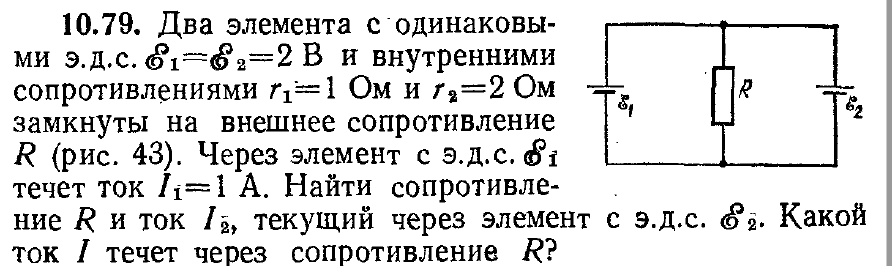 10.79. Два элемента с одинаковы-
ми э.д.с. ℰ₁=ℰ₂=2 В и внутренними
сопротивлениями r₁=1 Ом и r₂=2 Ом
замкнуты на внешнее сопротивление
R (рис. 43). Через элемент с э.д.с. ℰ₁
течет ток I₁=1 А. Найти сопротивле-
ние R и ток I₂, текущий через элемент с э.д.с. ℰ₂. Какой
ток I течет через сопротивление R?
ℰ₁ R ℰ₂